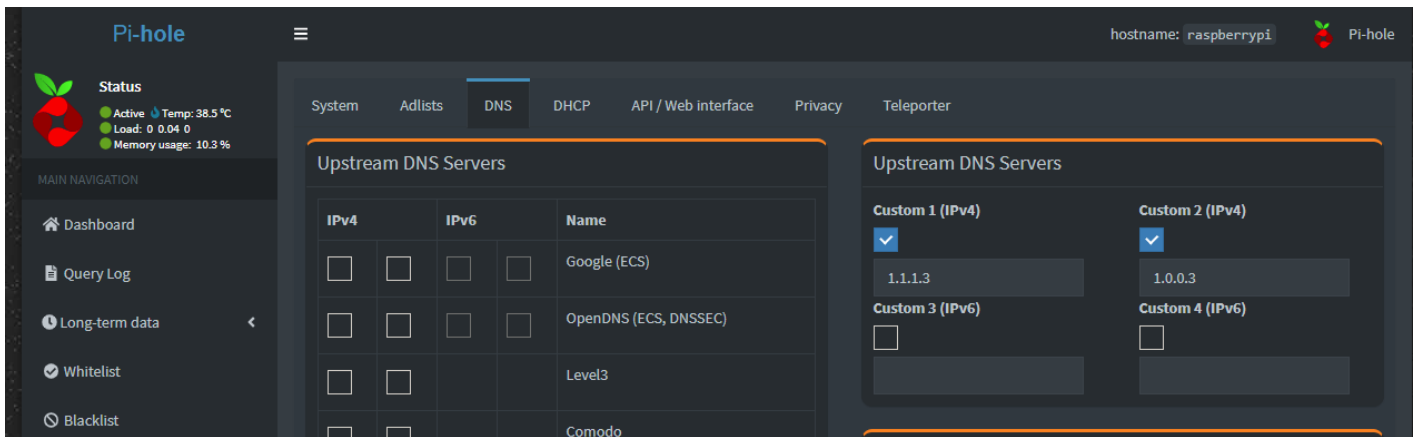 Pi-hole
hostname: raspberrypi
Pi-hole
Status
Active Temp: 38.5 ºC
Load: 0 0.04 0
Memory usage: 10.3 %
MAIN NAVIGATION
Dashboard
Query Log
Long-term data
Whitelist
Blacklist
System Adlists DNS DHCP API / Web interface Privacy Teleporter
Upstream DNS Servers
IPv4 IPv6 Name
Google (ECS)
OpenDNS (ECS, DNSSEC)
Level3
Comodo
Upstream DNS Servers
Custom 1 (IPv4) Custom 2 (IPv4)
1.1.1.3 1.0.0.3
Custom 3 (IPv6) Custom 4 (IPv6)